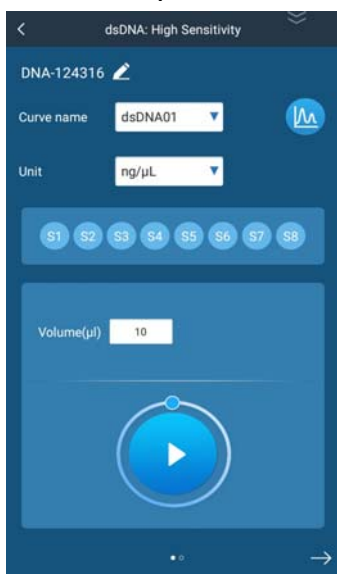 dsDNA: High Sensitivity
DNA-124316
Curve name dsDNA01
Unit ng/µL
S1 S2 S3 S4 S5 S6 S7 S8
Volume(µl) 10